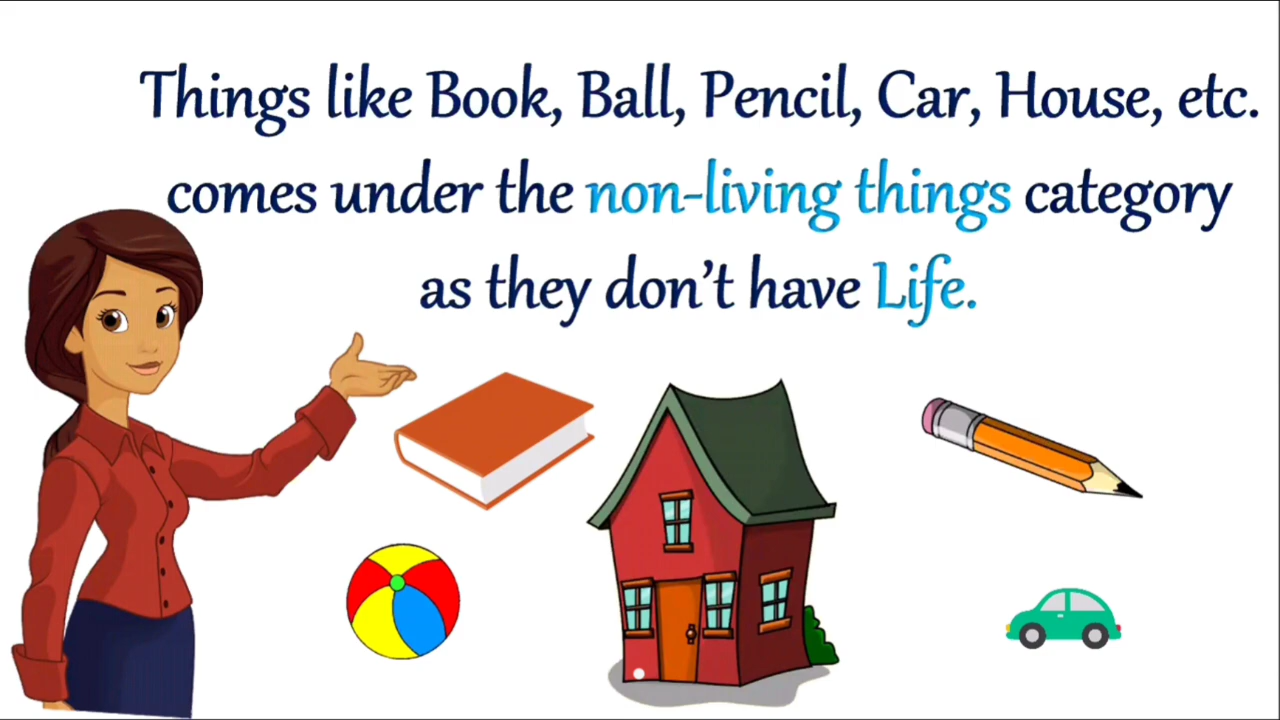 Things like Book, Ball, Pencil, Car, House, etc.
comes under the non-living things category
as they don't have Life.